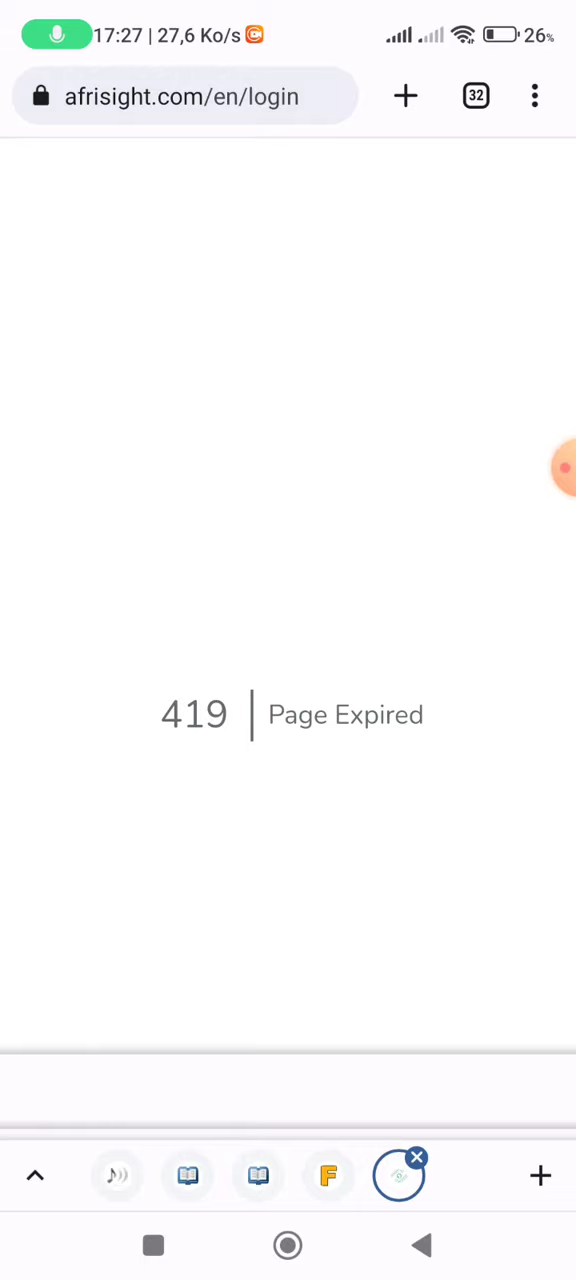 17:27 | 27,6 Ko/s 26%
afrisight.com/en/login 32
419 | Page Expired
F